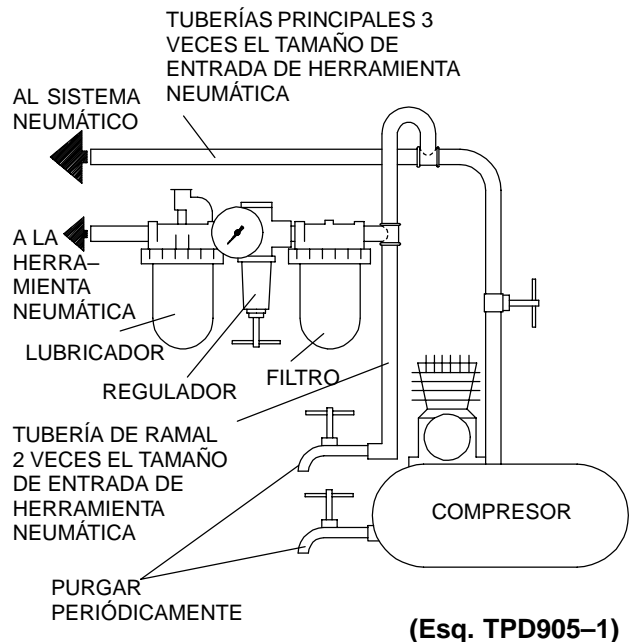 TUBERÍAS PRINCIPALES 3
VECES EL TAMAÑO DE
ENTRADA DE HERRAMIENTA
NEUMÁTICA
AL SISTEMA
NEUMÁTICO
A LA
HERRA–
MIENTA
NEUMÁTICA
LUBRICADOR
REGULADOR
FILTRO
TUBERÍA DE RAMAL
2 VECES EL TAMAÑO
DE ENTRADA DE
HERRAMIENTA
NEUMÁTICA
COMPRESOR
PURGAR
PERIÓDICAMENTE
(Esq. TPD905–1)